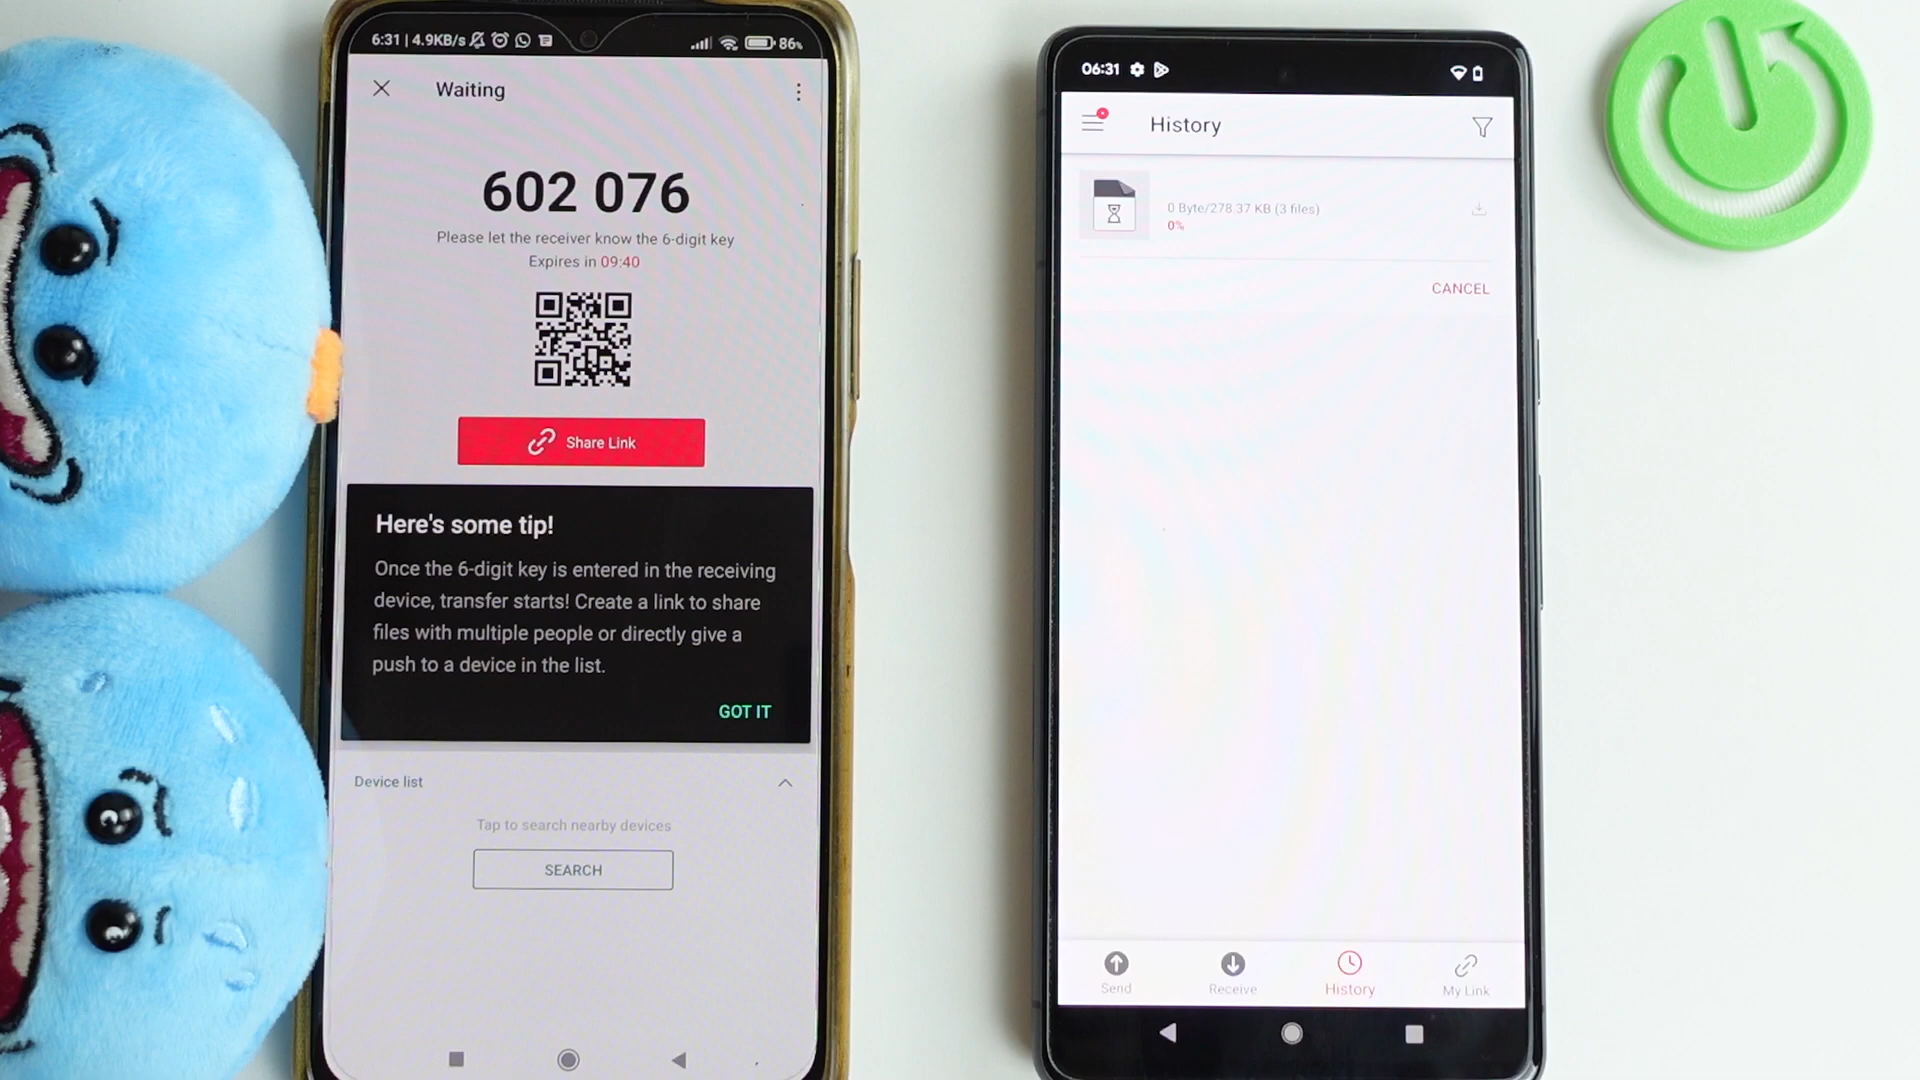 6:31 | 4.9KB/s
86%
Waiting
602 076
Please let the receiver know the 6-digit key
Expires in 09:40
Share Link
Here's some tip!
Once the 6-digit key is entered in the receiving
device, transfer starts! Create a link to share
files with multiple people or directly give a
push to a device in the list.
GOT IT
Device list
Tap to search nearby devices
SEARCH
06:31
History
0 Byte/278.37 KB (3 files)
0%
CANCEL
Send
Receive
History
My Link